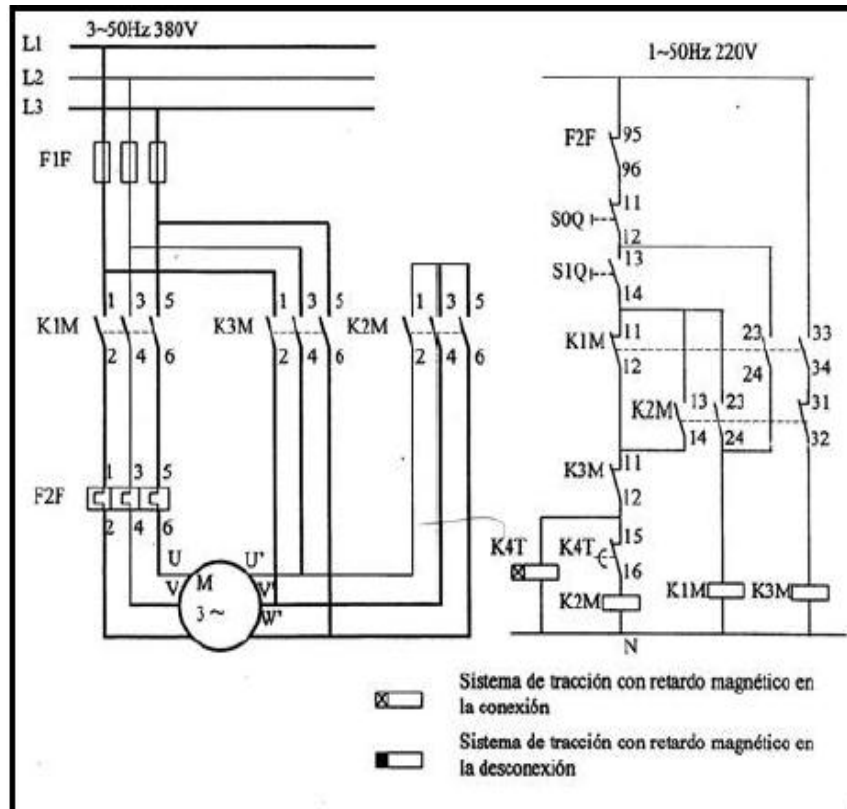 3~50Hz 380V
L1
L2
L3
F1F
1 3 5
K1M
2 4 6
1 3 5
K3M
2 4 6
1 3 5
K2M
2 4 6
1 3 5
F2F
2 4 6
U
V
M
3~
U'
V'
W'
1~50Hz 220V
F2F
95
96
S0Q
11
12
S1Q
13
14
K1M
11
12
23
24
33
34
K2M
13
14
23
24
31
32
K3M
11
12
K4T
K4T
15
16
K2M
K1M
K3M
N
Sistema de tracción con retardo magnético en
la conexión
Sistema de tracción con retardo magnético en
la desconexión